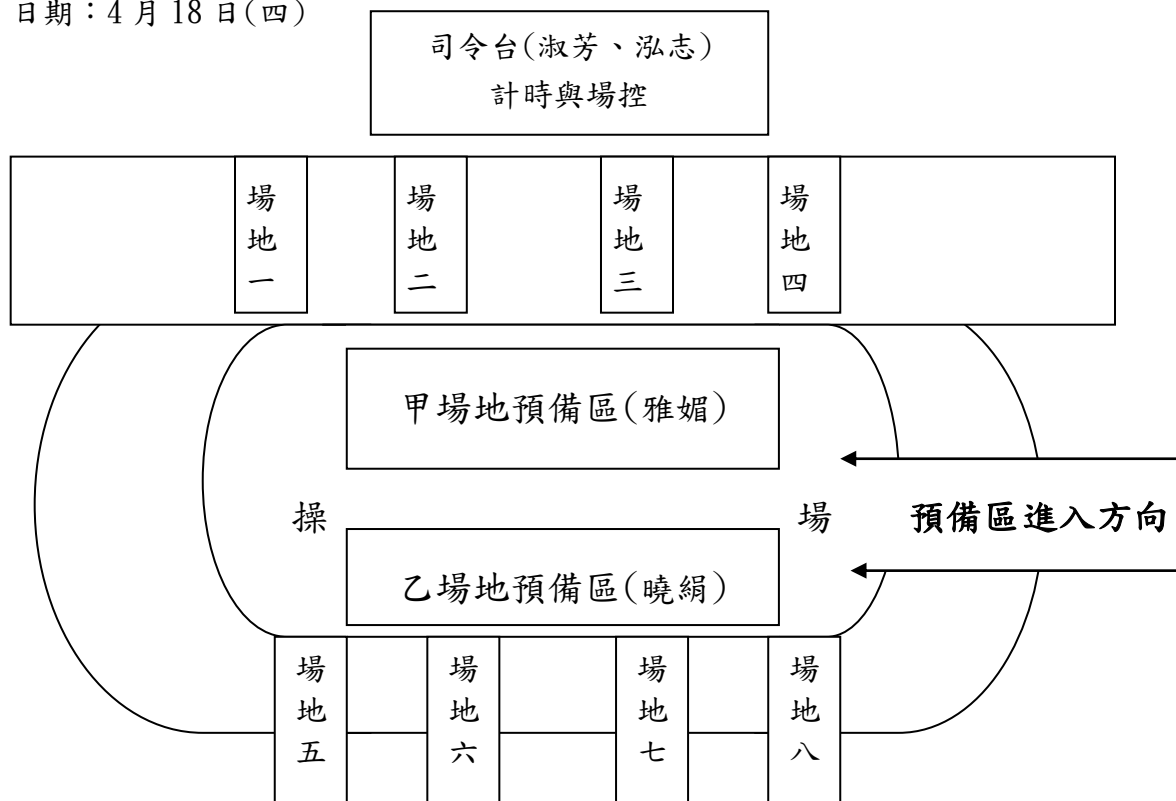 日期：4 月 18 日(四)
司令台(淑芳、泓志)
計時與場控
場地一
場地二
場地三
場地四
甲場地預備區(雅媚)
操 場
預備區進入方向
乙場地預備區(曉絹)
場地五
場地六
場地七
場地八